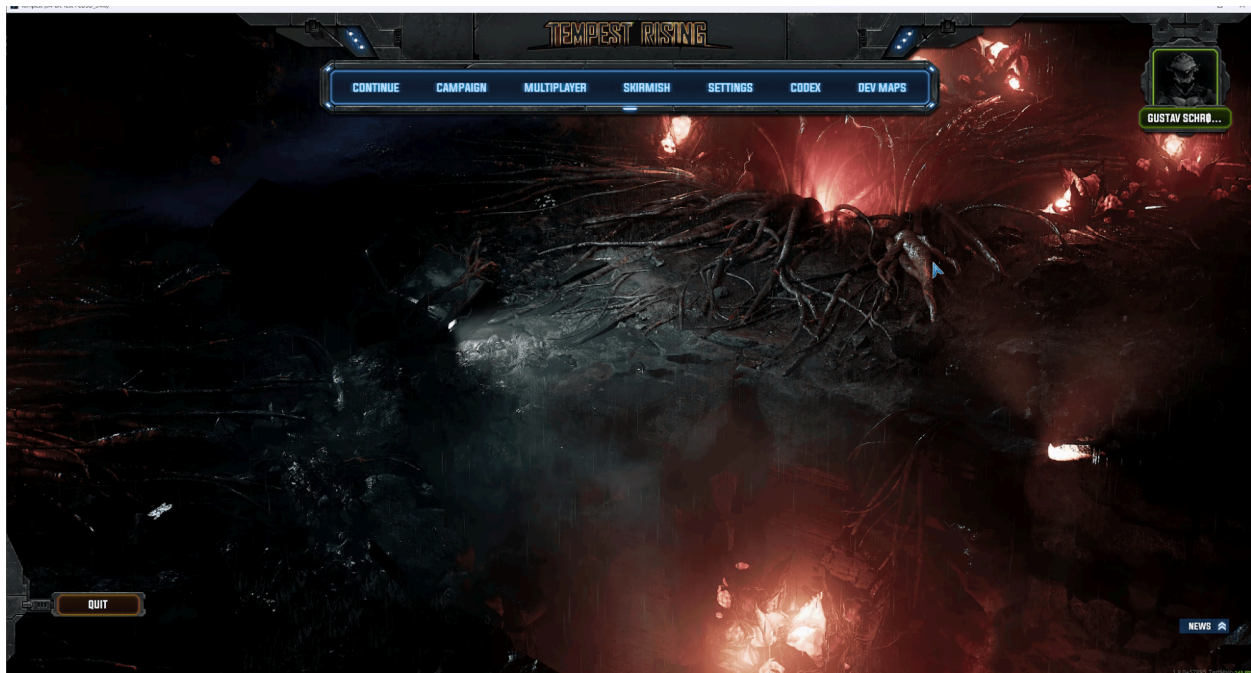 TEMPEST RISING
CONTINUE CAMPAIGN MULTIPLAYER SKIRMISH SETTINGS CODEX DEV MAPS
GUSTAV SCHRØ...
QUIT
NEWS